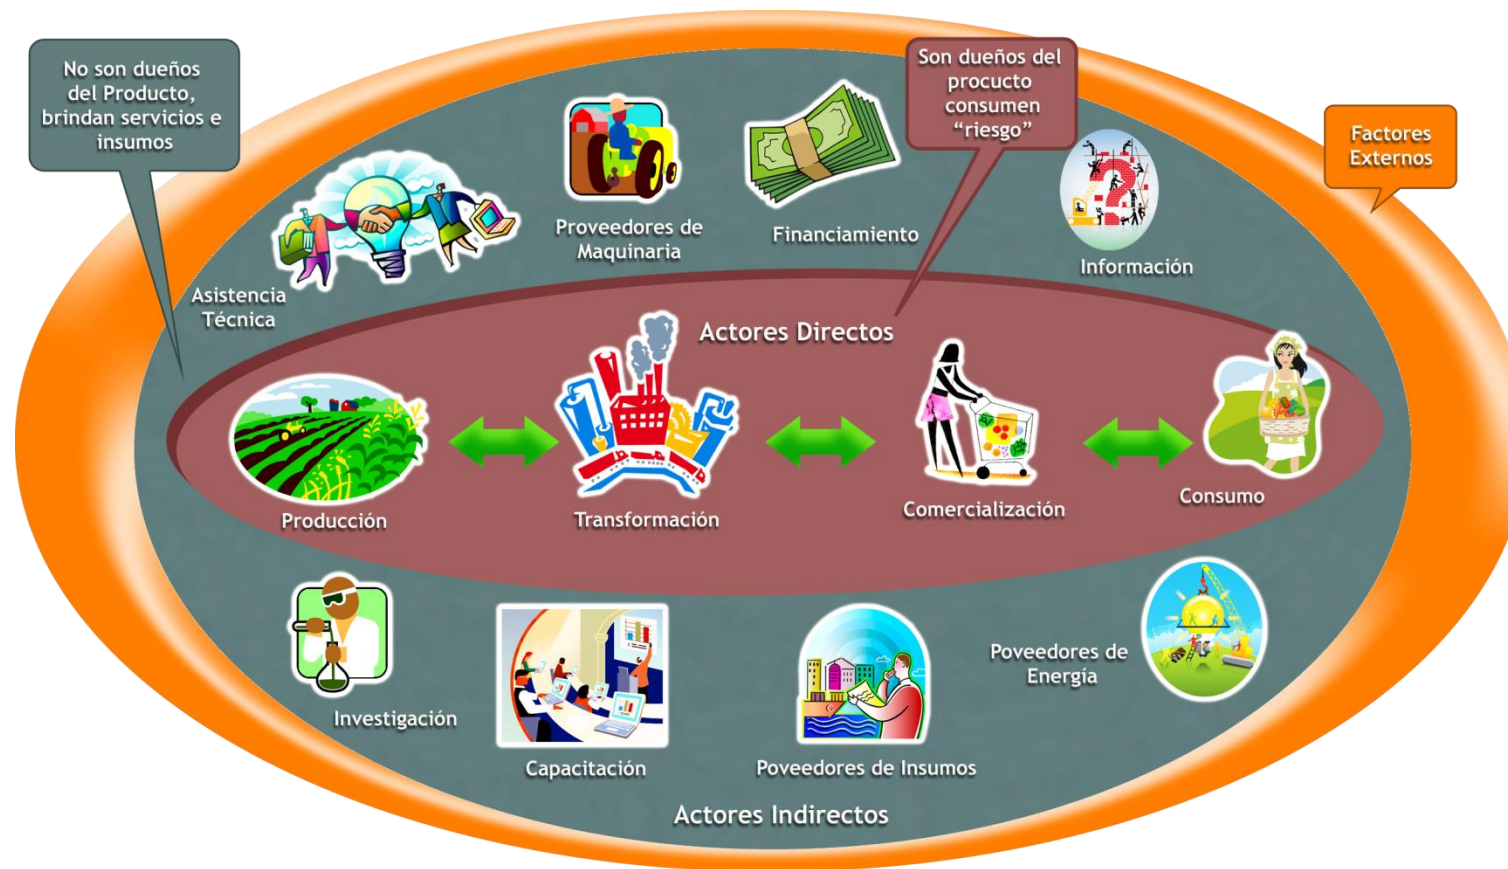 No son dueños
del Producto,
brindan servicios e
insumos
Son dueños del
procucto
consumen
“riesgo”
Factores
Externos
Asistencia
Técnica
Proveedores de
Maquinaria
Financiamiento
Información
Actores Directos
Producción
Transformación
Comercialización
Consumo
Investigación
Capacitación
Poveedores de Insumos
Poveedores de
Energía
Actores Indirectos